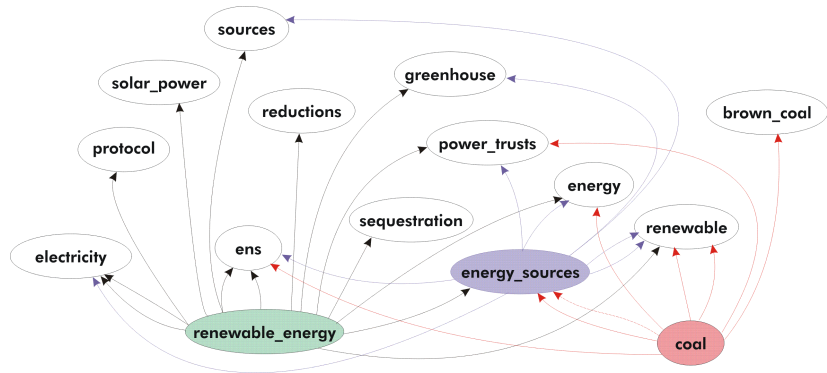 sources
solar_power
greenhouse
reductions
brown_coal
protocol
power_trusts
energy
sequestration
renewable
electricity
ens
energy_sources
renewable_energy
coal